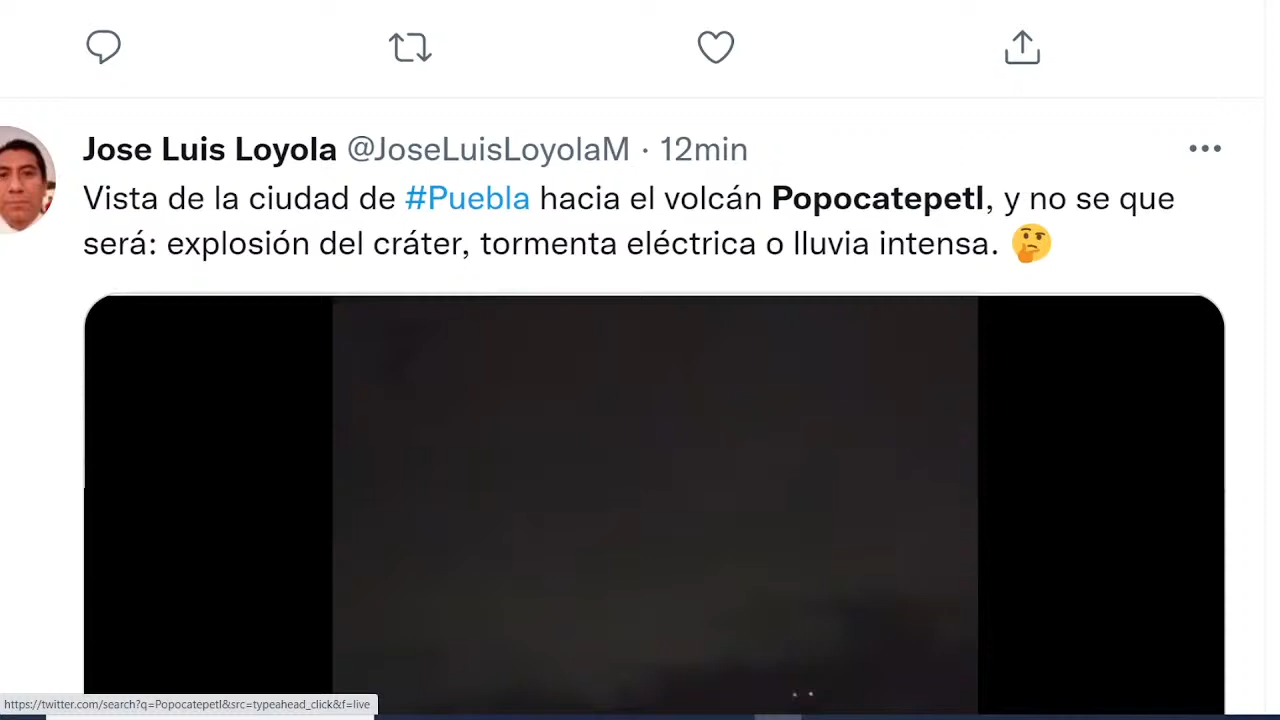 Jose Luis Loyola @JoseLuisLoyolaM · 12min
Vista de la ciudad de #Puebla hacia el volcán Popocatepetl, y no se que
será: explosión del cráter, tormenta eléctrica o lluvia intensa. 🤔
https://twitter.com/search?q=Popocatepetl&src=typeahead_click&f=live